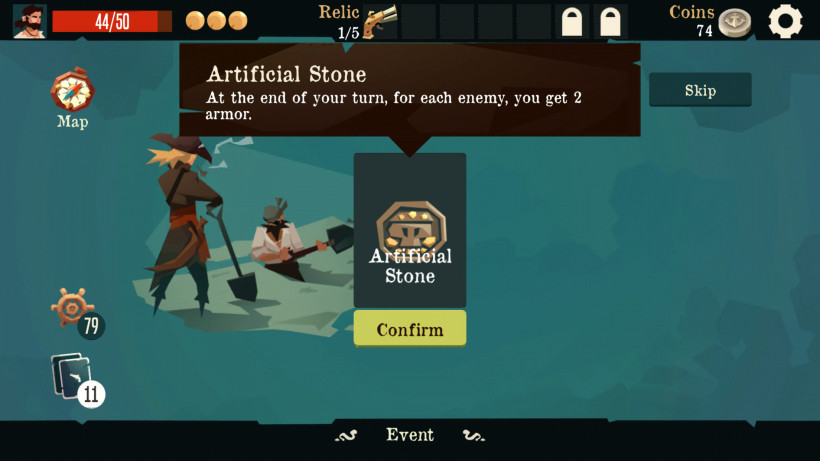 44/50
Relic
1/5
Coins
74
Artificial Stone
At the end of your turn, for each enemy, you get 2
armor.
Skip
Map
Artificial
Stone
Confirm
79
11
Event